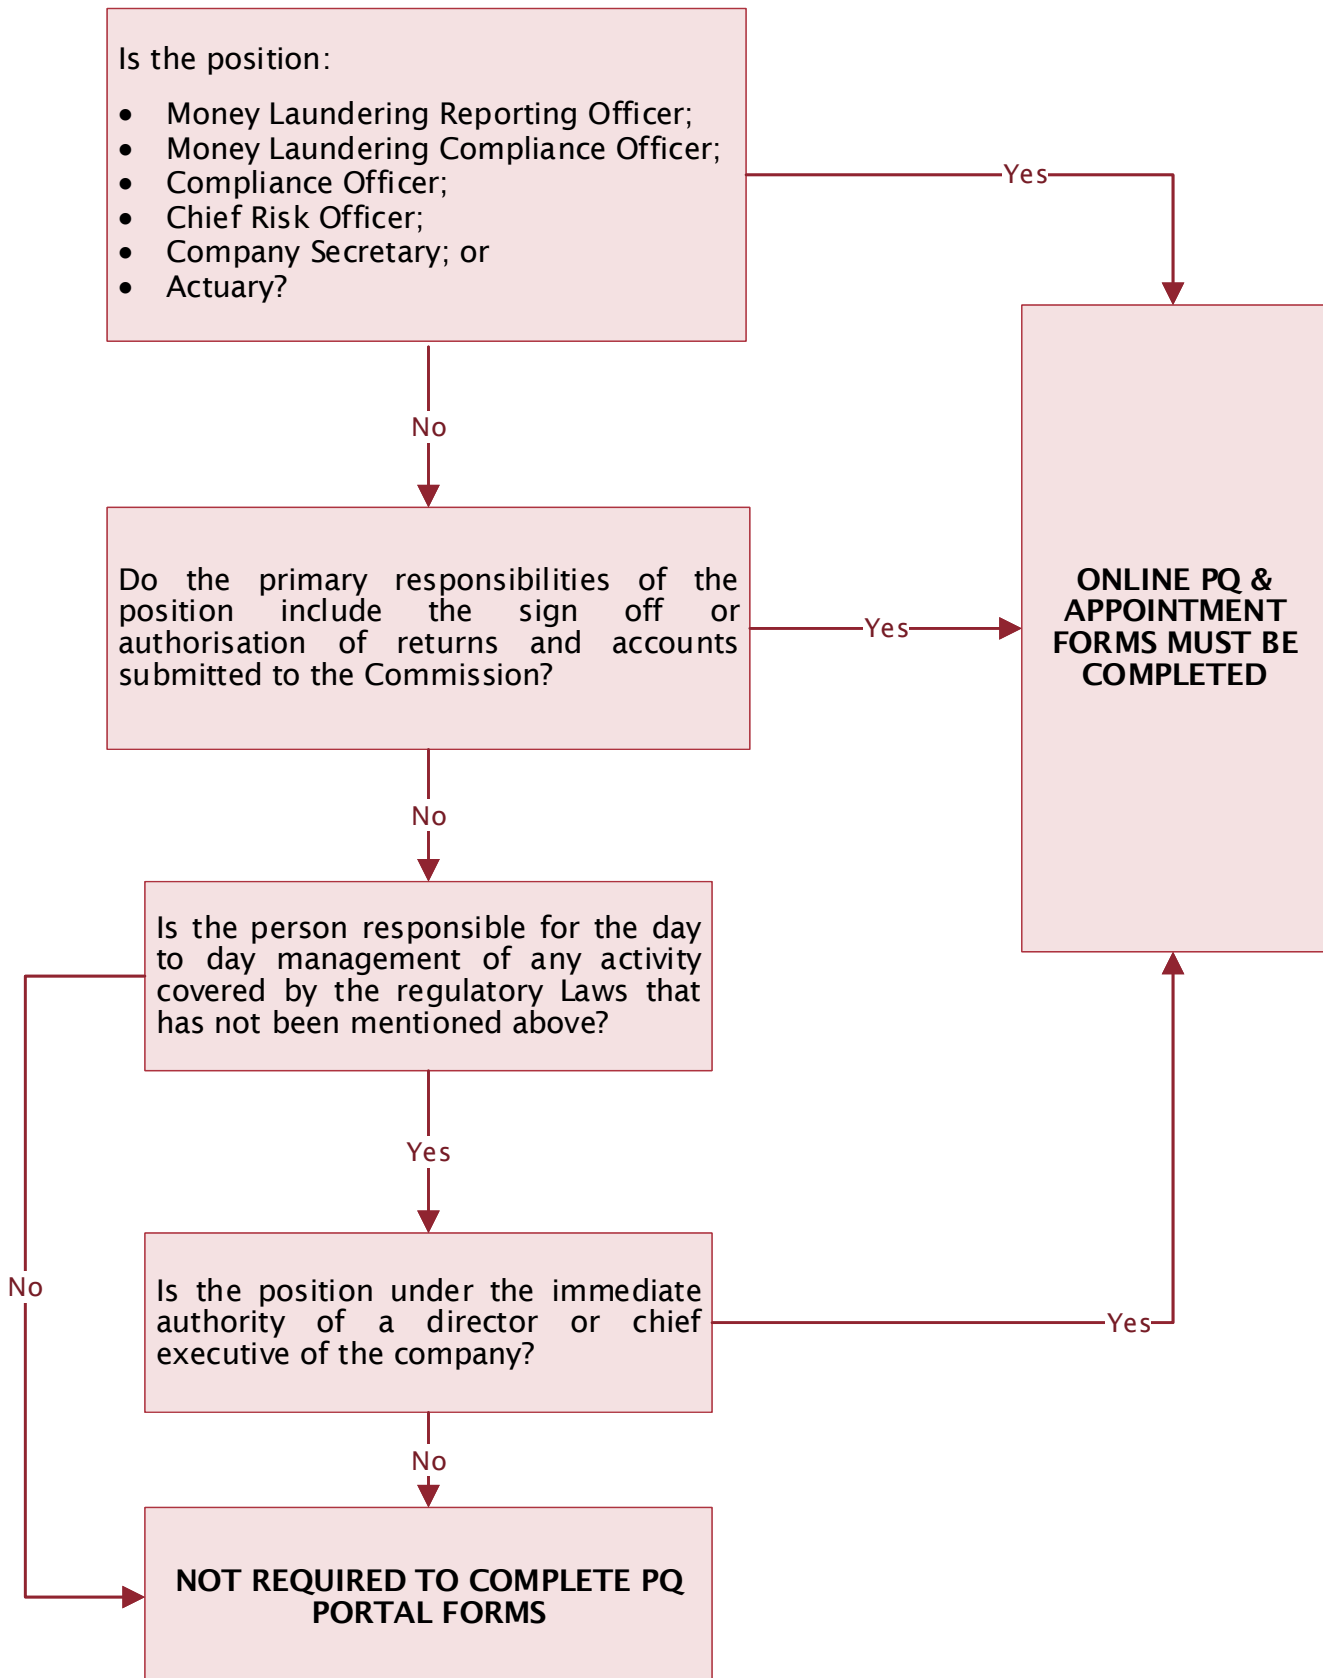 Is the position:
• Money Laundering Reporting Officer;
• Money Laundering Compliance Officer;
• Compliance Officer;
• Chief Risk Officer;
• Company Secretary; or
• Actuary?
Yes
No
Do the primary responsibilities of the
position include the sign off or
authorisation of returns and accounts
submitted to the Commission?
Yes
ONLINE PQ &
APPOINTMENT
FORMS MUST BE
COMPLETED
No
Is the person responsible for the day
to day management of any activity
covered by the regulatory Laws that
has not been mentioned above?
Yes
No
Is the position under the immediate
authority of a director or chief
executive of the company?
Yes
No
NOT REQUIRED TO COMPLETE PQ
PORTAL FORMS